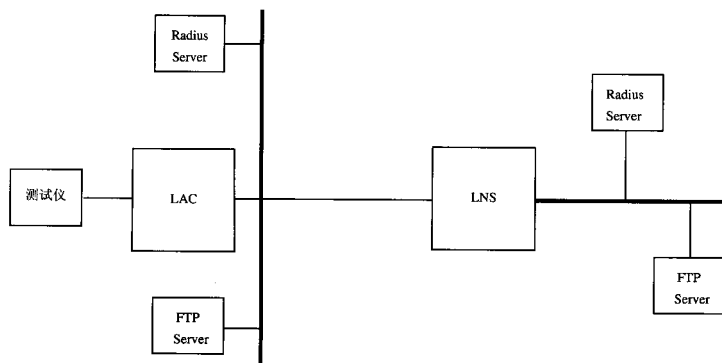 Radius
Server
Radius
Server
测试仪
LAC
LNS
FTP
Server
FTP
Server